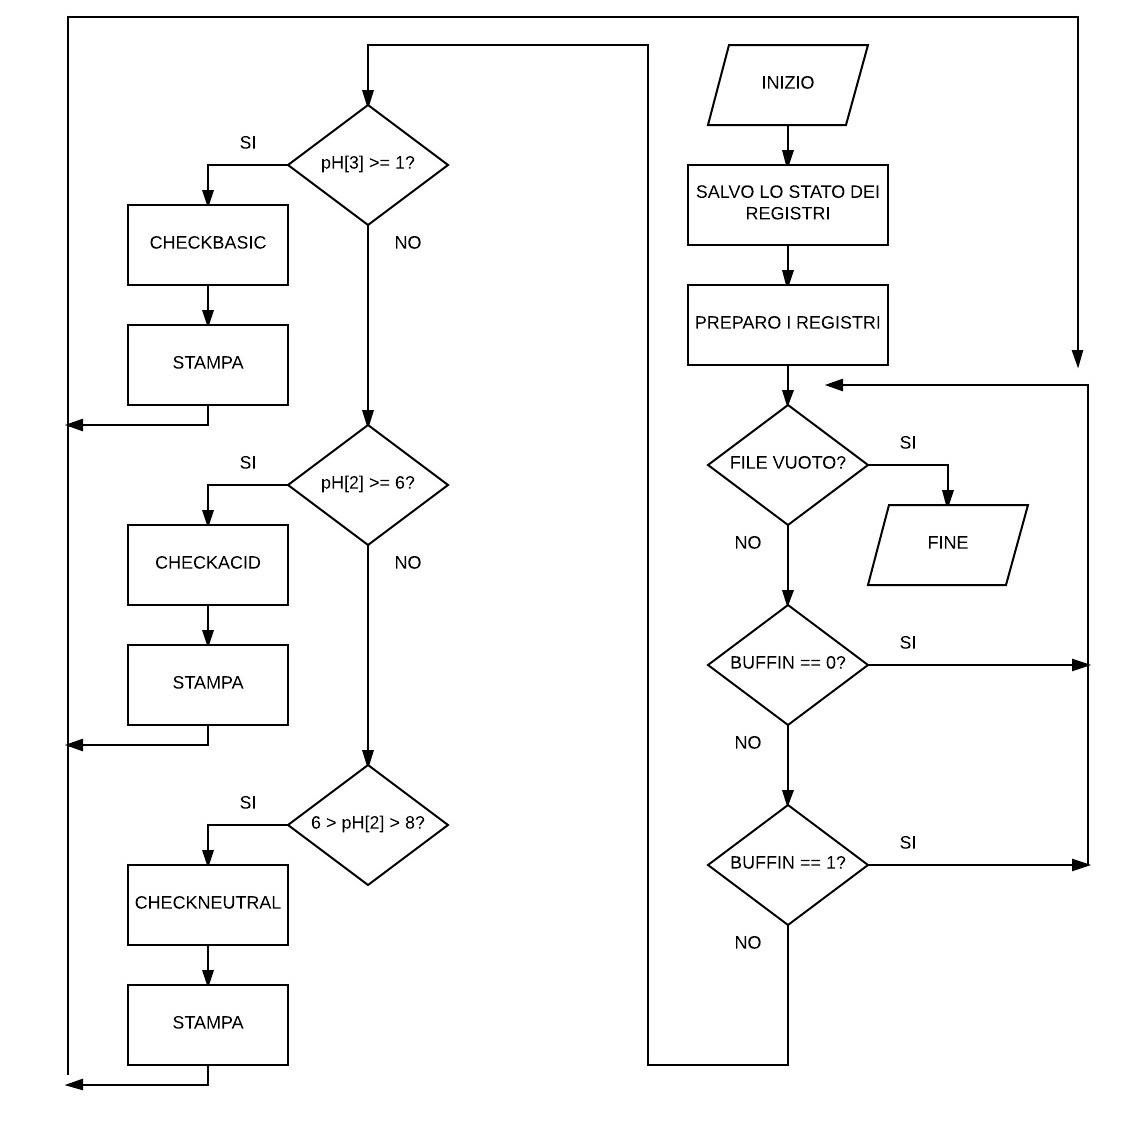 INIZIO
SALVO LO STATO DEI
REGISTRI
PREPARO I REGISTRI
FILE VUOTO?
SI
FINE
NO
BUFFIN == 0?
SI
NO
BUFFIN == 1?
SI
NO
pH[3] >= 1?
SI
CHECKBASIC
STAMPA
NO
pH[2] >= 6?
SI
CHECKACID
STAMPA
NO
6 > pH[2] > 8?
SI
CHECKNEUTRAL
STAMPA